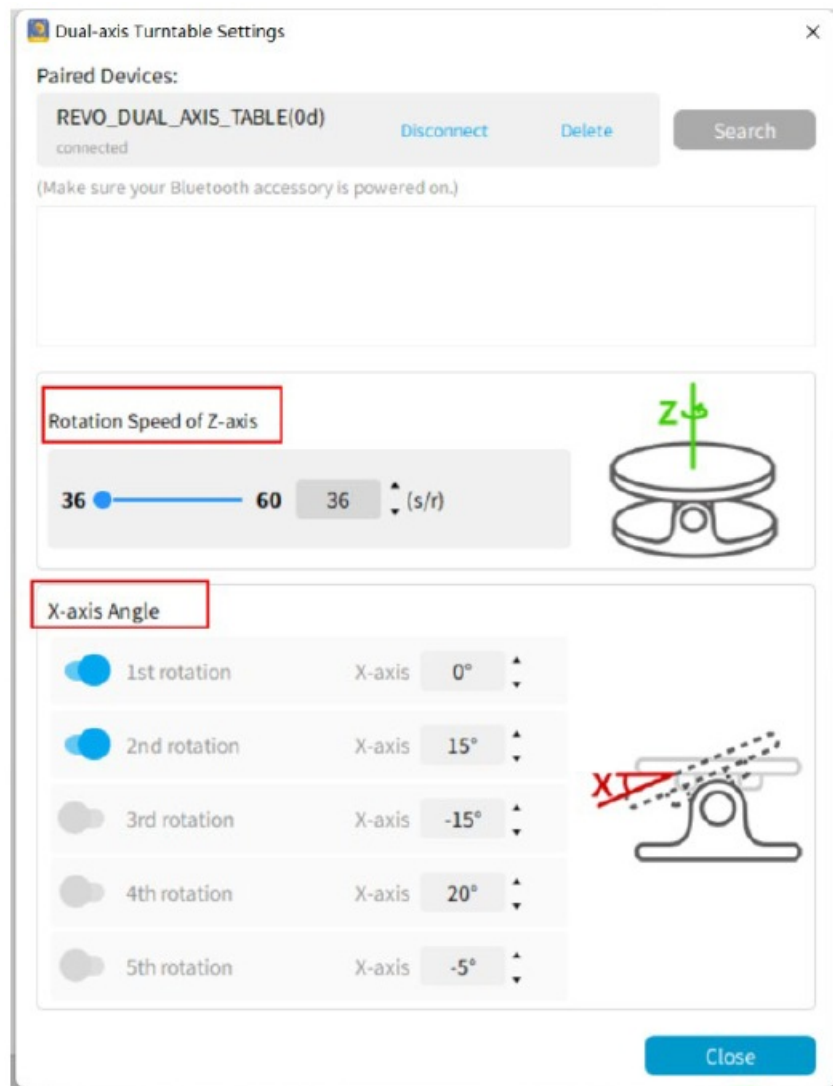 Dual-axis Turntable Settings
Paired Devices:
REVO_DUAL_AXIS_TABLE(0d)
connected
Disconnect
Delete
Search
(Make sure your Bluetooth accessory is powered on.)
Rotation Speed of Z-axis
36
60
36
(s/r)
Z
X-axis Angle
1st rotation X-axis 0°
2nd rotation X-axis 15°
3rd rotation X-axis -15°
4th rotation X-axis 20°
5th rotation X-axis -5°
X
Close